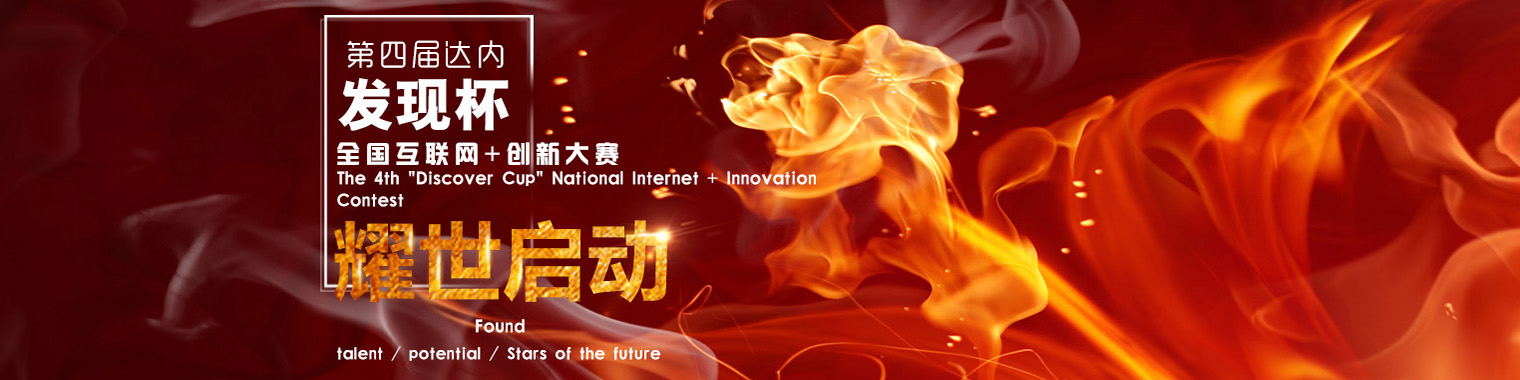 第四届达内
发现杯
全国互联网+创新大赛
The 4th "Discover Cup" National Internet + Innovation
Contest
耀世启动
Found
talent / potential / Stars of the future